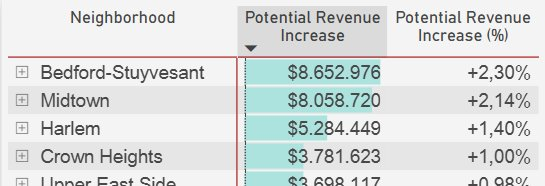 Neighborhood Potential Revenue Increase Potential Revenue Increase (%)
Bedford-Stuyvesant $8.652.976 +2,30%
Midtown $8.058.720 +2,14%
Harlem $5.284.449 +1,40%
Crown Heights $3.781.623 +1,00%
Upper East Side $3.698.117 +0,98%